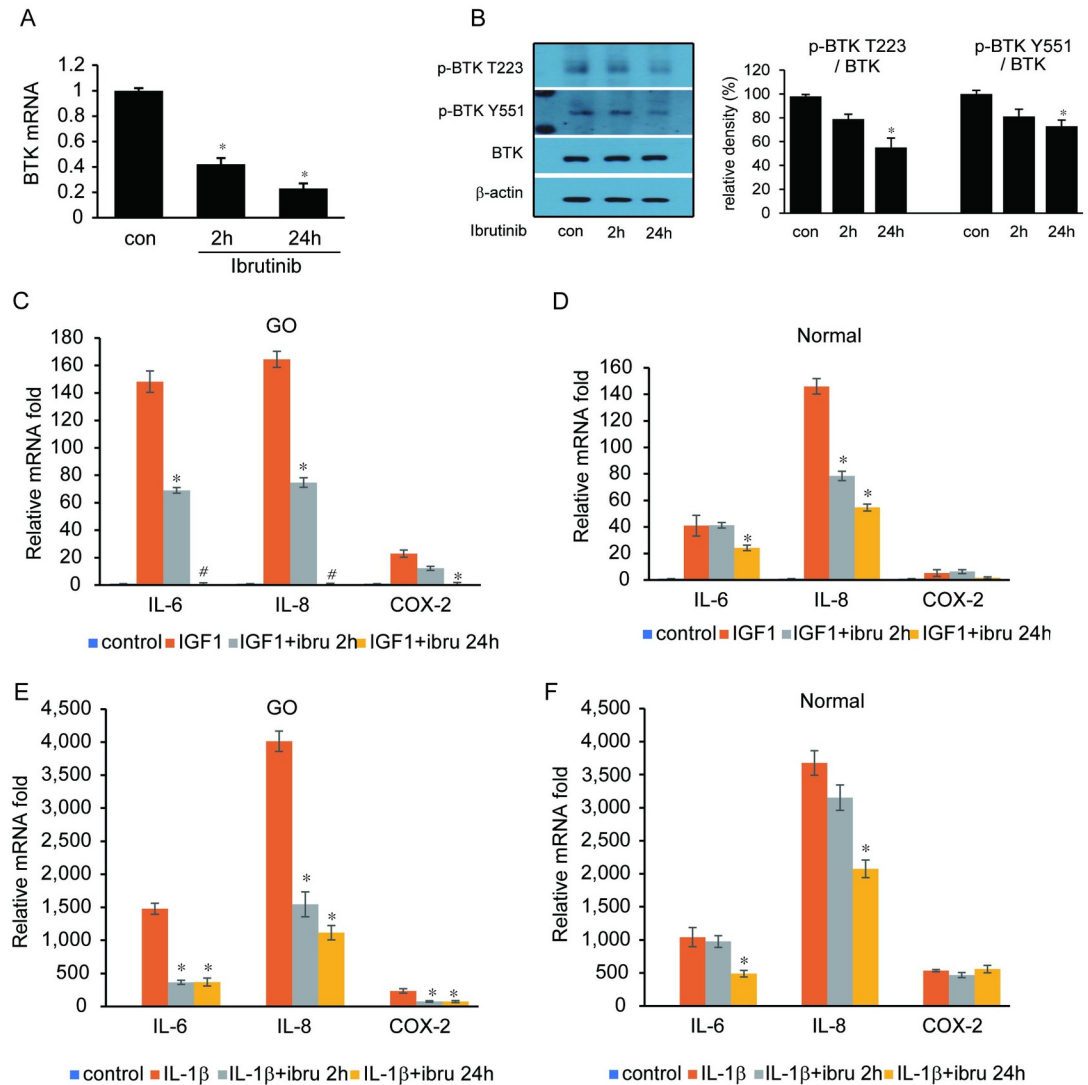 A
BTK mRNA
1.2
1
0.8
0.6
0.4
0.2
0
*
*
con
2h
24h
Ibrutinib
B
p-BTK T223
p-BTK Y551
BTK
β-actin
Ibrutinib
con
2h
24h
p-BTK T223
/ BTK
p-BTK Y551
/ BTK
relative density (%)
120
100
80
60
40
20
0
*
*
con
2h
24h
con
2h
24h
C
GO
Relative mRNA fold
180
160
140
120
100
80
60
40
20
0
*
#
*
#
*
IL-6
IL-8
COX-2
control IGF1 IGF1+ibru 2h IGF1+ibru 24h
D
Normal
Relative mRNA fold
160
140
120
100
80
60
40
20
0
*
*
*
IL-6
IL-8
COX-2
control IGF1 IGF1+ibru 2h IGF1+ibru 24h
E
GO
Relative mRNA fold
4,500
4,000
3,500
3,000
2,500
2,000
1,500
1,000
500
0
*
*
*
*
*
*
IL-6
IL-8
COX-2
control IL-1β IL-1β+ibru 2h IL-1β+ibru 24h
F
Normal
Relative mRNA fold
4,500
4,000
3,500
3,000
2,500
2,000
1,500
1,000
500
0
*
*
IL-6
IL-8
COX-2
control IL-1β IL-1β+ibru 2h IL-1β+ibru 24h